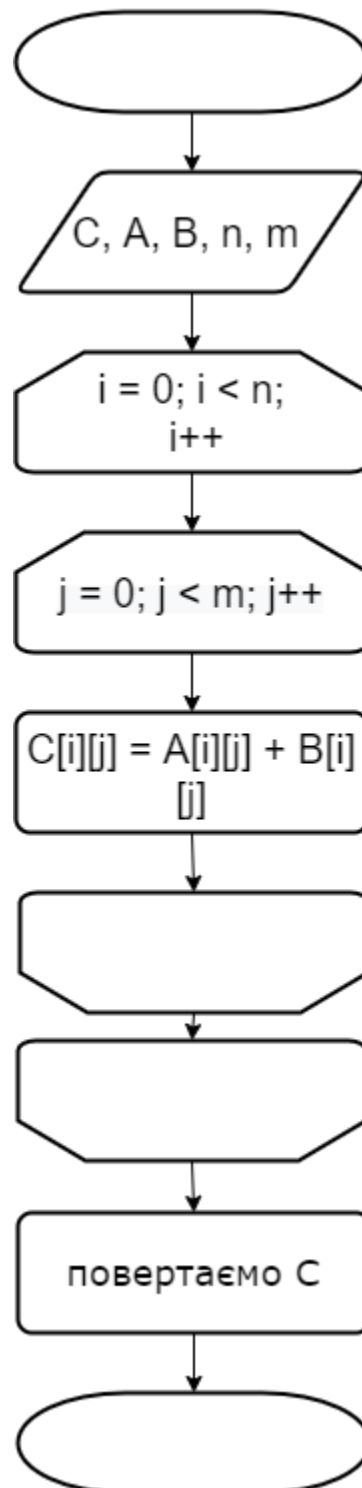 C, A, B, n, m
i = 0; i < n;
i++
j = 0; j < m; j++
C[i][j] = A[i][j] + B[i]
[j]
повертаємо C